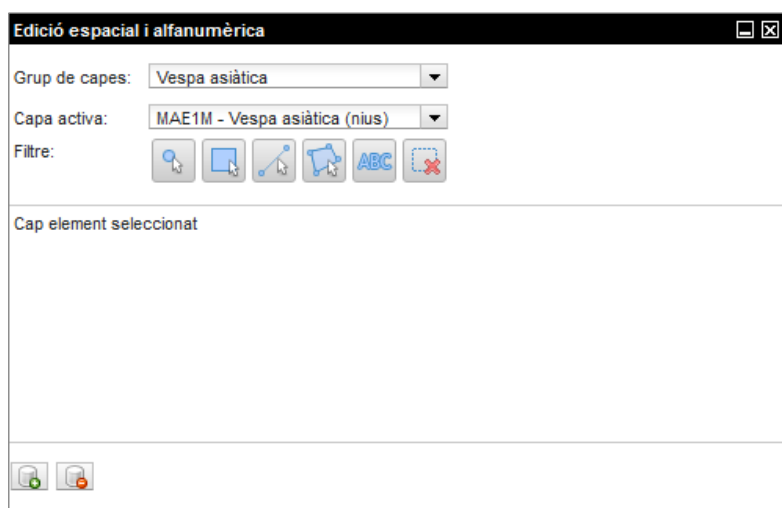 Edició espacial i alfanumèrica
Grup de capes: Vespa asiàtica
Capa activa: MAE1M - Vespa asiàtica (nius)
Filtre: ABC
Cap element seleccionat